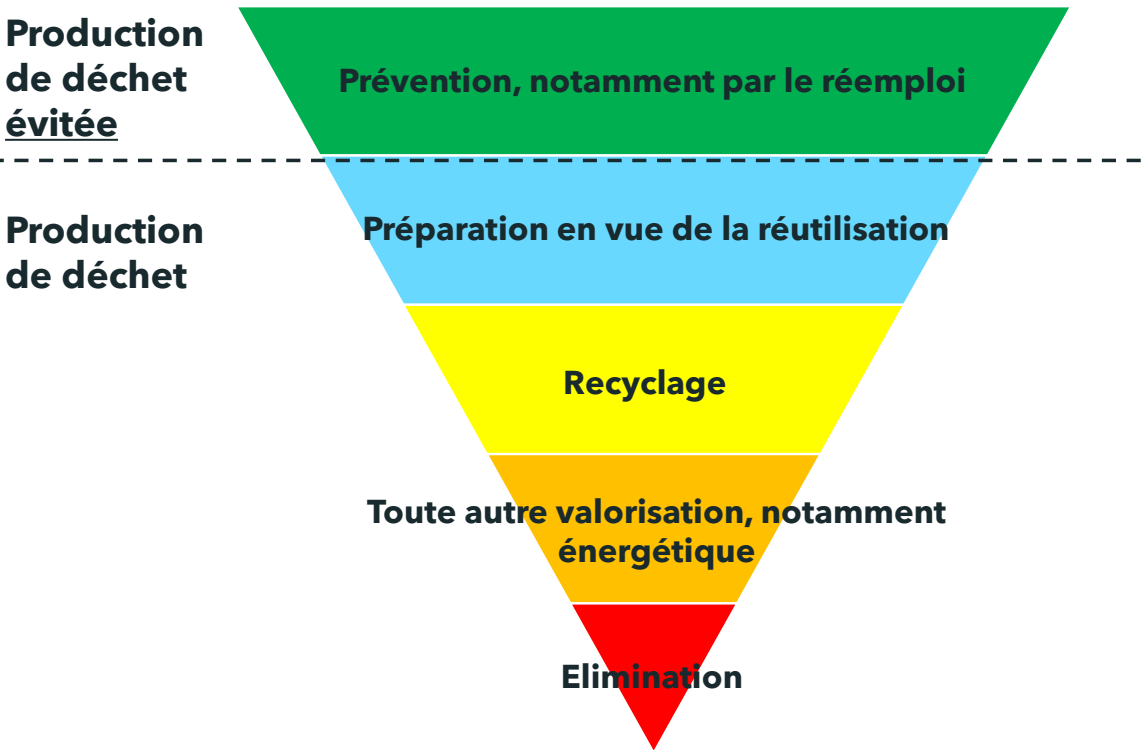 Production
de déchet
évitée
Prévention, notamment par le réemploi
Production
de déchet
Préparation en vue de la réutilisation
Recyclage
Toute autre valorisation, notamment
énergétique
Elimination